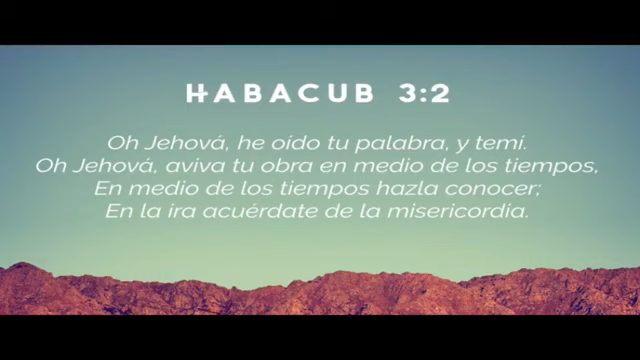 HABACUB 3:2
Oh Jehová, he oído tu palabra, y temí.
Oh Jehová, aviva tu obra en medio de los tiempos,
En medio de los tiempos hazla conocer;
En la ira acuérdate de la misericordia.